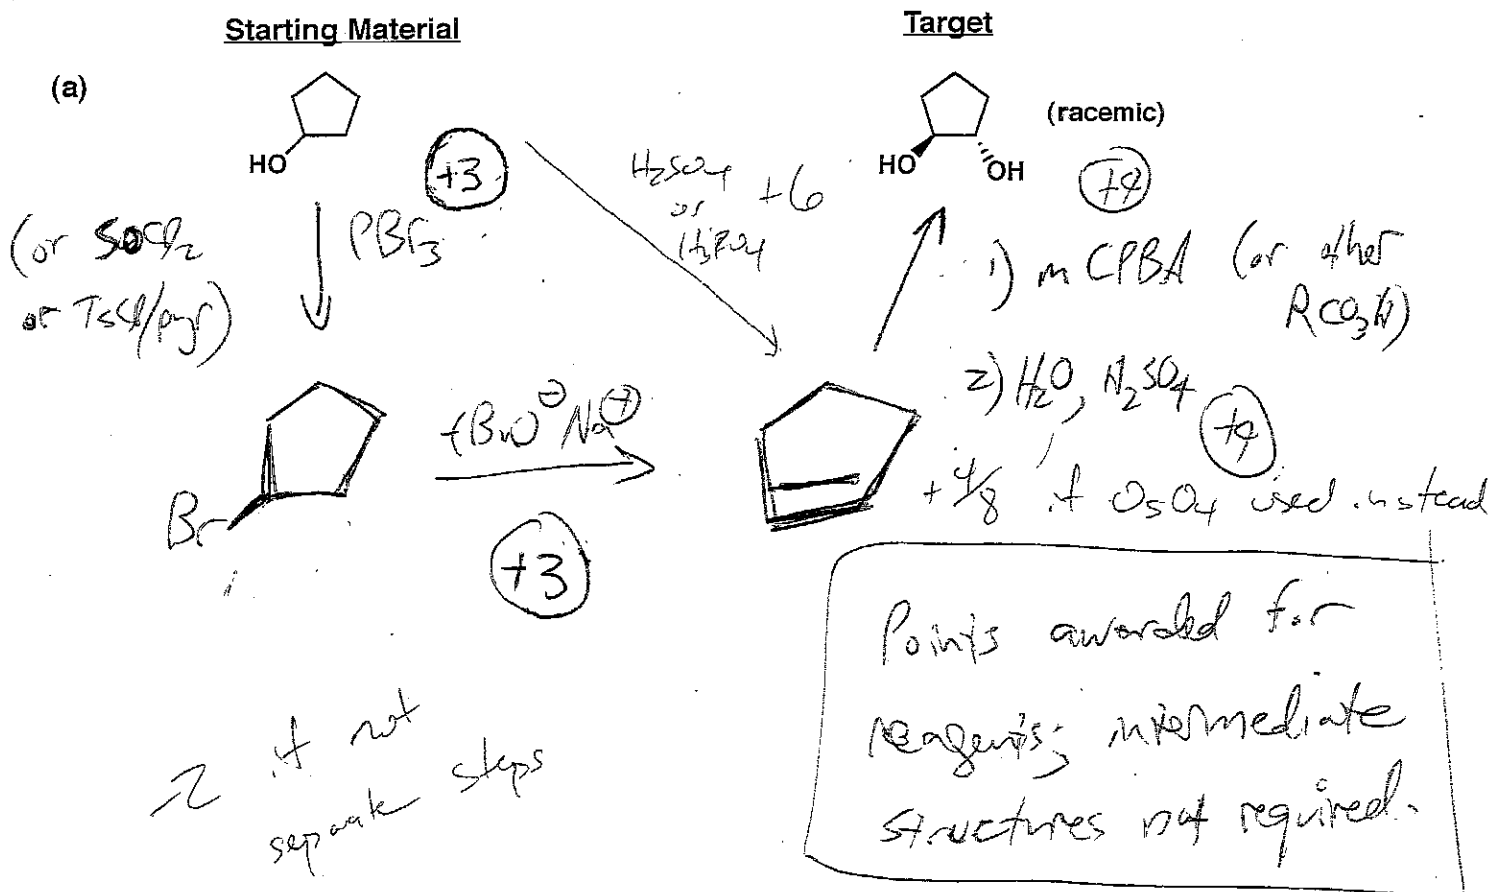 Starting Material
Target
(a)
HO
(racemic)
HO
OH
+3
H2SO4
or
H3PO4
+6
+4
(or SOCl2
or TsCl/pyr)
PBr3
1) mCPBA (or other
RCO3H)
2) H2O, H2SO4
+4
tBuO⊖ Na⊕
Br
+3
+4/8 if OsO4 used instead
Points awarded for
reagents; intermediate
structures not required.
-2 if not
separate steps